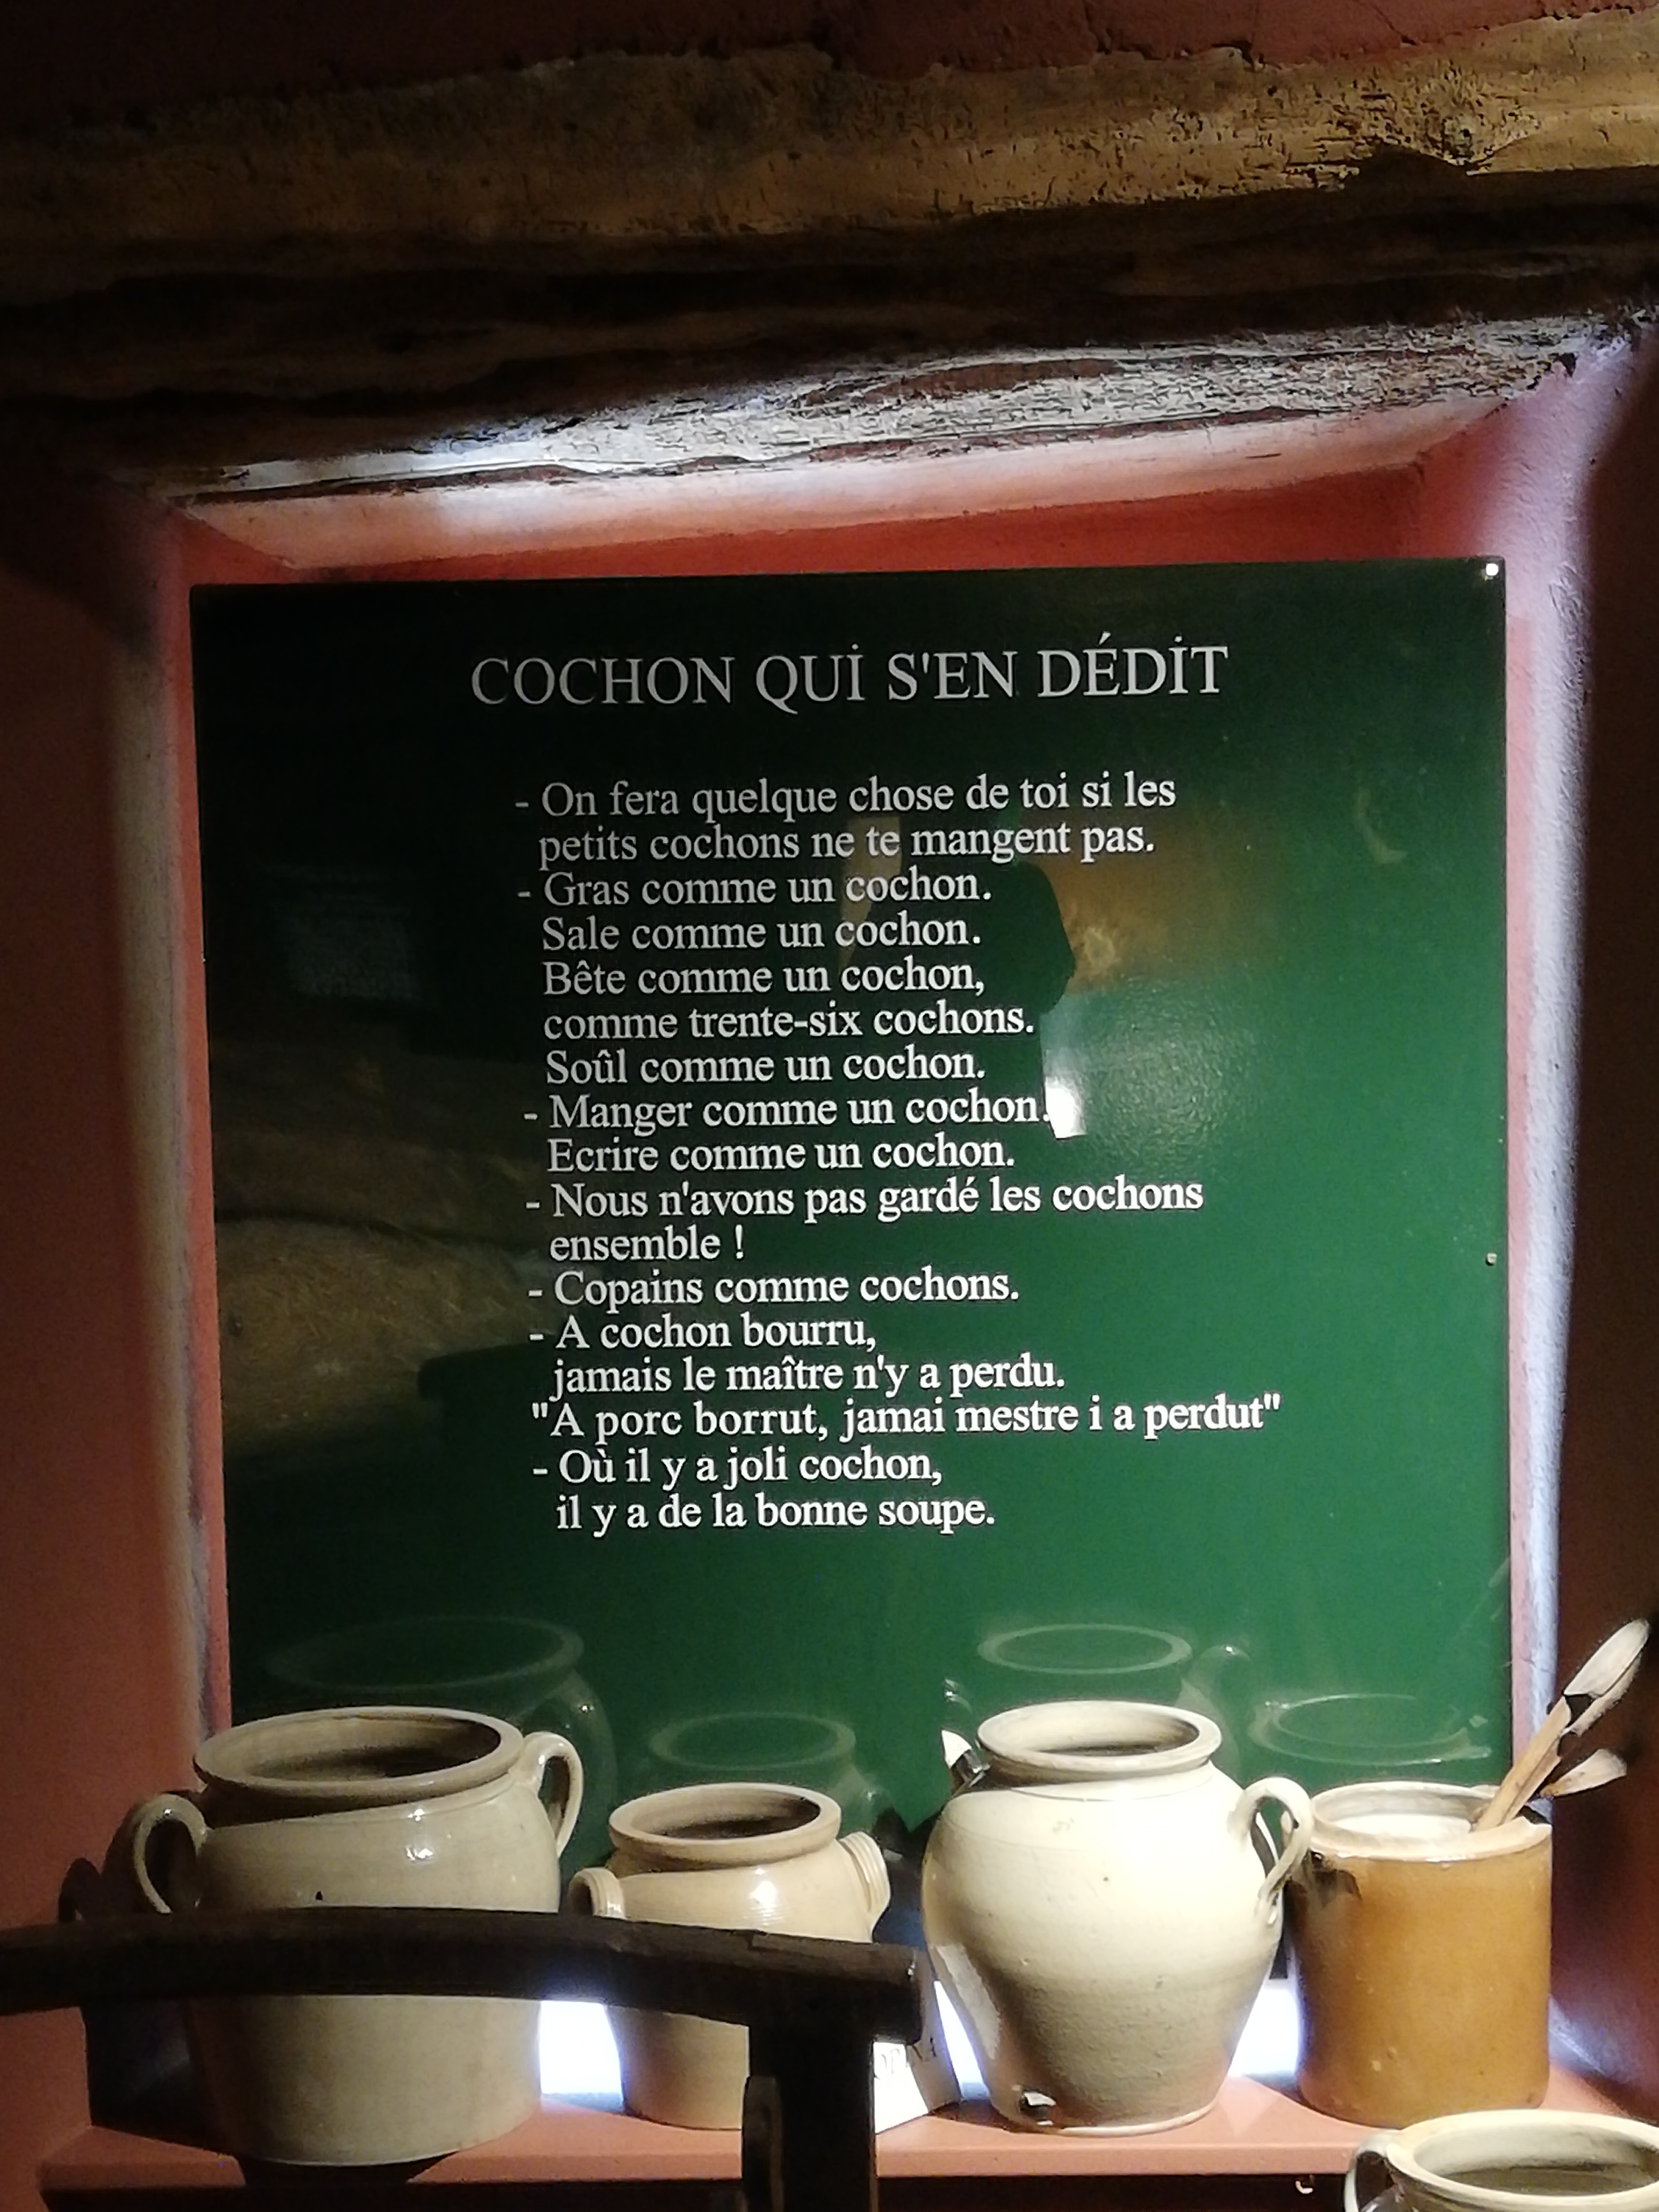 COCHON QUİ S'EN DÉDİT
- On fera quelque chose de toi si les
petits cochons ne te mangent pas.
- Gras comme un cochon.
Sale comme un cochon.
Bête comme un cochon,
comme trente-six cochons.
Soûl comme un cochon.
- Manger comme un cochon.
Ecrire comme un cochon.
- Nous n'avons pas gardé les cochons
ensemble !
- Copains comme cochons.
- A cochon bourru,
jamais le maître n'y a perdu.
"A porc borrut, jamai mestre i a perdut"
- Où il y a joli cochon,
il y a de la bonne soupe.